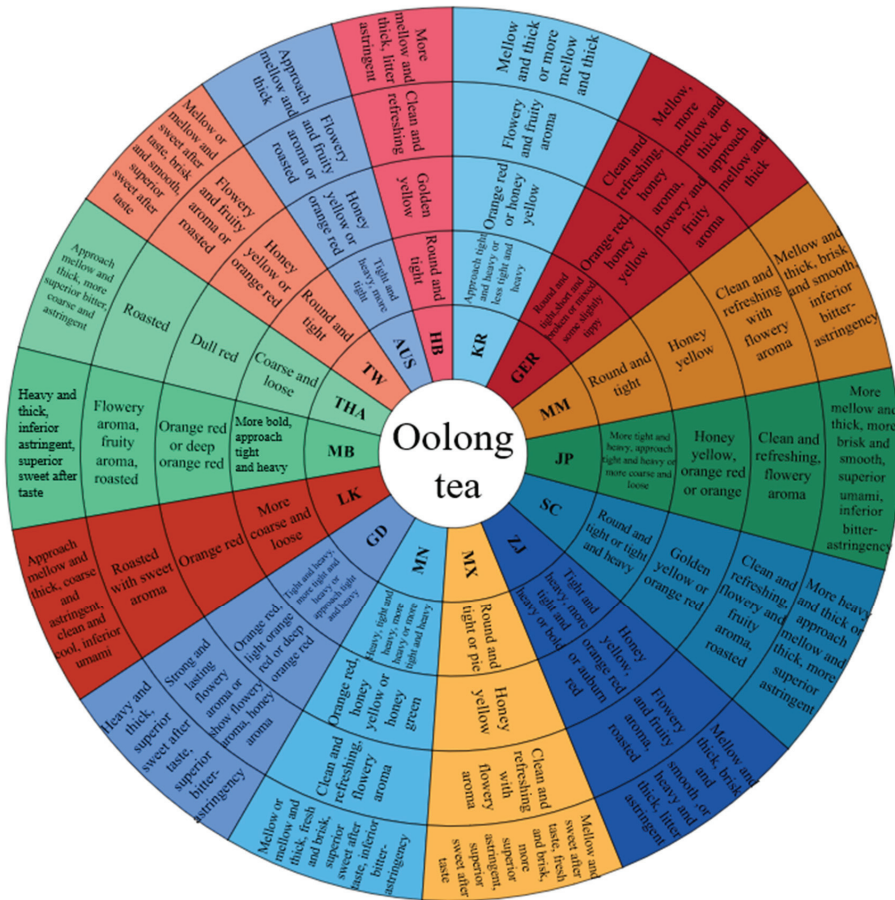 Oolong
tea
KR
Approach tight
and heavy or
less tight and
heavy
Orange red
or honey
yellow
Flowery
and fruity
aroma
Mellow
and thick
or more
mellow
and thick
GER
Round and
tight,short and
broken or mixed
some slightly
tippy
Orange red,
honey
yellow
Clean and
refreshing,
honey
aroma,
flowery and
fruity
aroma
Mellow,
more
mellow and
thick or
approach
mellow and
thick
MM
Round and
tight
Honey
yellow
Clean and
refreshing
with
flowery
aroma
Mellow and
thick, brisk
and smooth,
inferior
bitter-
astringency
JP
More tight and
heavy, approach
tight and heavy or
more coarse and
loose
Honey
yellow,
orange red
or orange
Clean and
refreshing,
flowery
aroma
More
mellow and
thick, more
brisk and
smooth,
superior
umami,
inferior
bitter-
astringency
SC
Round and
tight or tight
and heavy
Golden
yellow or
orange red
Clean and
refreshing,
flowery and
fruity
aroma,
roasted
More heavy
and thick or
approach
mellow and
thick, more
superior
astringent
ZJ
Tight and
heavy, more
tight and
heavy or bold
Honey
yellow,
orange red
or auburn
red
Flowery
and fruity
aroma,
roasted
Mellow and
thick, brisk
and
smooth ,or
heavy and
thick, litter
astringent
MX
Round and
tight or pie
Honey
yellow
Clean and
refreshing
with
flowery
aroma
Mellow and
sweet after
taste, fresh
and brisk,
more
superior
astringent,
superior
sweet after
taste
MN
Heavy, tight and
heavy, more
heavy or more
tight and heavy
Orange red,
honey
yellow or
honey
green
Clean and
refreshing,
flowery
aroma
Mellow or
mellow and
thick, fresh
and brisk,
superior
sweet after
taste, inferior
bitter-
astringency
GD
Tight and heavy,
more tight and
heavy or
approach tight
and heavy
Orange red,
light orange
red or deep
orange red
Strong and
lasting
flowery
aroma or
show flowery
aroma, honey
aroma
Heavy and
thick,
superior
sweet after
taste,
superior
bitter-
astringency
LK
More
coarse and
loose
Orange red
Roasted
with sweet
aroma
Approach
mellow and
thick, coarse
and
astringent,
clean and
cool, inferior
umami
MB
More bold,
approach
tight
and heavy
Orange red
or deep
orange red
Flowery
aroma,
fruity
aroma,
roasted
Heavy and
thick,
inferior
astringent,
superior
sweet after
taste
THA
Coarse and
loose
Dull red
Roasted
Approach
mellow and
thick, more
superior bitter,
coarse and
astringent
TW
Round and
tight
Honey
yellow or
orange red
Flowery
and fruity
aroma or
roasted
Mellow or
mellow and
sweet after
taste, brisk
and smooth,
superior
sweet after
taste
AUS
Tight and
heavy, more
tight
Honey
yellow or
orange red
Flowery
and fruity
aroma or
roasted
Approach
mellow and
thick
HB
Round and
tight
Golden
yellow
Clean and
refreshing
More
mellow and
thick, litter
astringent